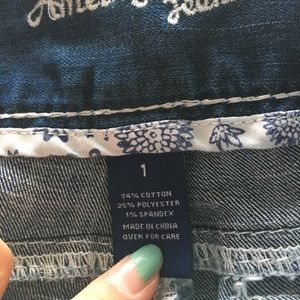 1
74% COTTON
25% POLYESTER
1% SPANDEX
MADE IN CHINA
OVER FOR CARE